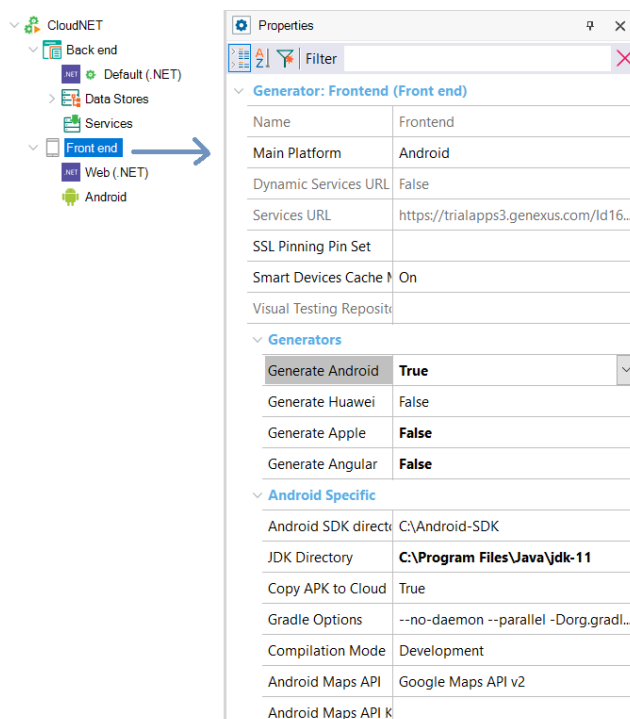 CloudNET
Back end
.NET Default (.NET)
Data Stores
Services
Front end
.NET Web (.NET)
Android
Properties
A Z Filter
Generator: Frontend (Front end)
Name Frontend
Main Platform Android
Dynamic Services URL False
Services URL https://trialapps3.genexus.com/Id16...
SSL Pinning Pin Set
Smart Devices Cache M On
Visual Testing Reposito
Generators
Generate Android True
Generate Huawei False
Generate Apple False
Generate Angular False
Android Specific
Android SDK directo C:\Android-SDK
JDK Directory C:\Program Files\Java\jdk-11
Copy APK to Cloud True
Gradle Options --no-daemon --parallel -Dorg.gradl...
Compilation Mode Development
Android Maps API Google Maps API v2
Android Maps API K